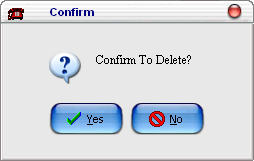 Confirm
Confirm To Delete?
Yes
No